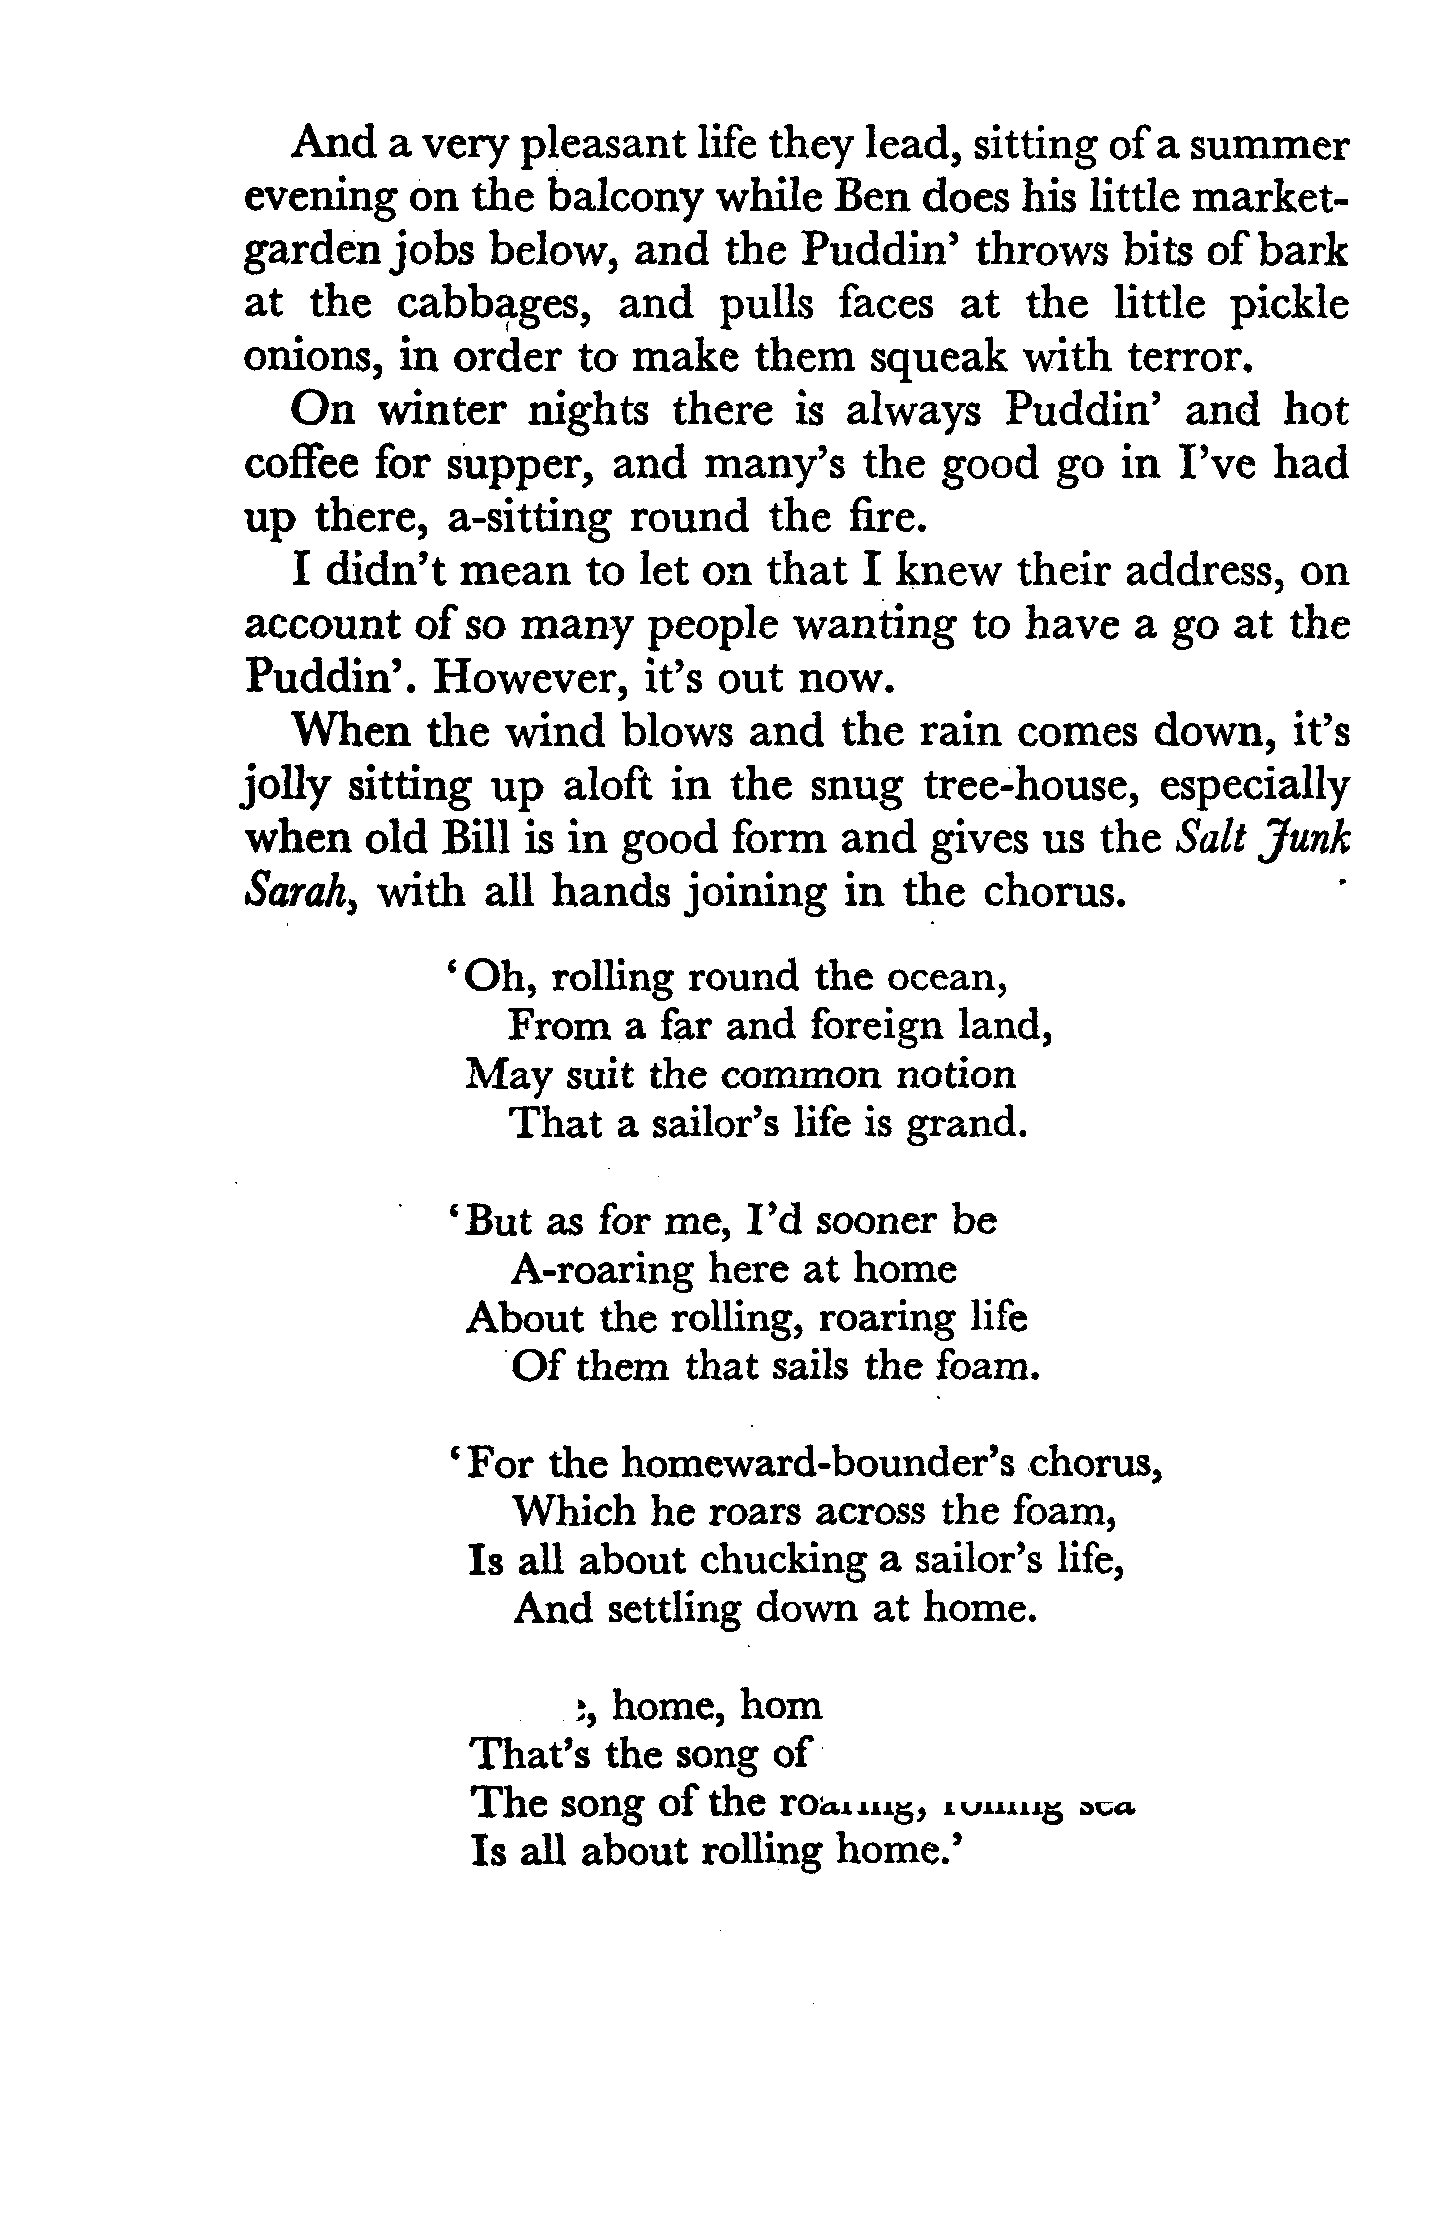 And a very pleasant life they lead, sitting of a summer
evening on the balcony while Ben does his little market-
garden jobs below, and the Puddin’ throws bits of bark
at the cabbages, and pulls faces at the little pickle
onions, in order to make them squeak with terror.
On winter nights there is always Puddin’ and hot
coffee for supper, and many’s the good go in I’ve had
up there, a-sitting round the fire.
I didn’t mean to let on that I knew their address, on
account of so many people wanting to have a go at the
Puddin’. However, it’s out now.
When the wind blows and the rain comes down, it’s
jolly sitting up aloft in the snug tree-house, especially
when old Bill is in good form and gives us the Salt Junk
Sarah, with all hands joining in the chorus.
‘Oh, rolling round the ocean,
From a far and foreign land,
May suit the common notion
That a sailor’s life is grand.
‘But as for me, I’d sooner be
A-roaring here at home
About the rolling, roaring life
Of them that sails the foam.
‘For the homeward-bounder’s chorus,
Which he roars across the foam,
Is all about chucking a sailor’s life,
And settling down at home.
home, hom
That’s the song of
The song of the roaring, rolling sea
Is all about rolling home.’